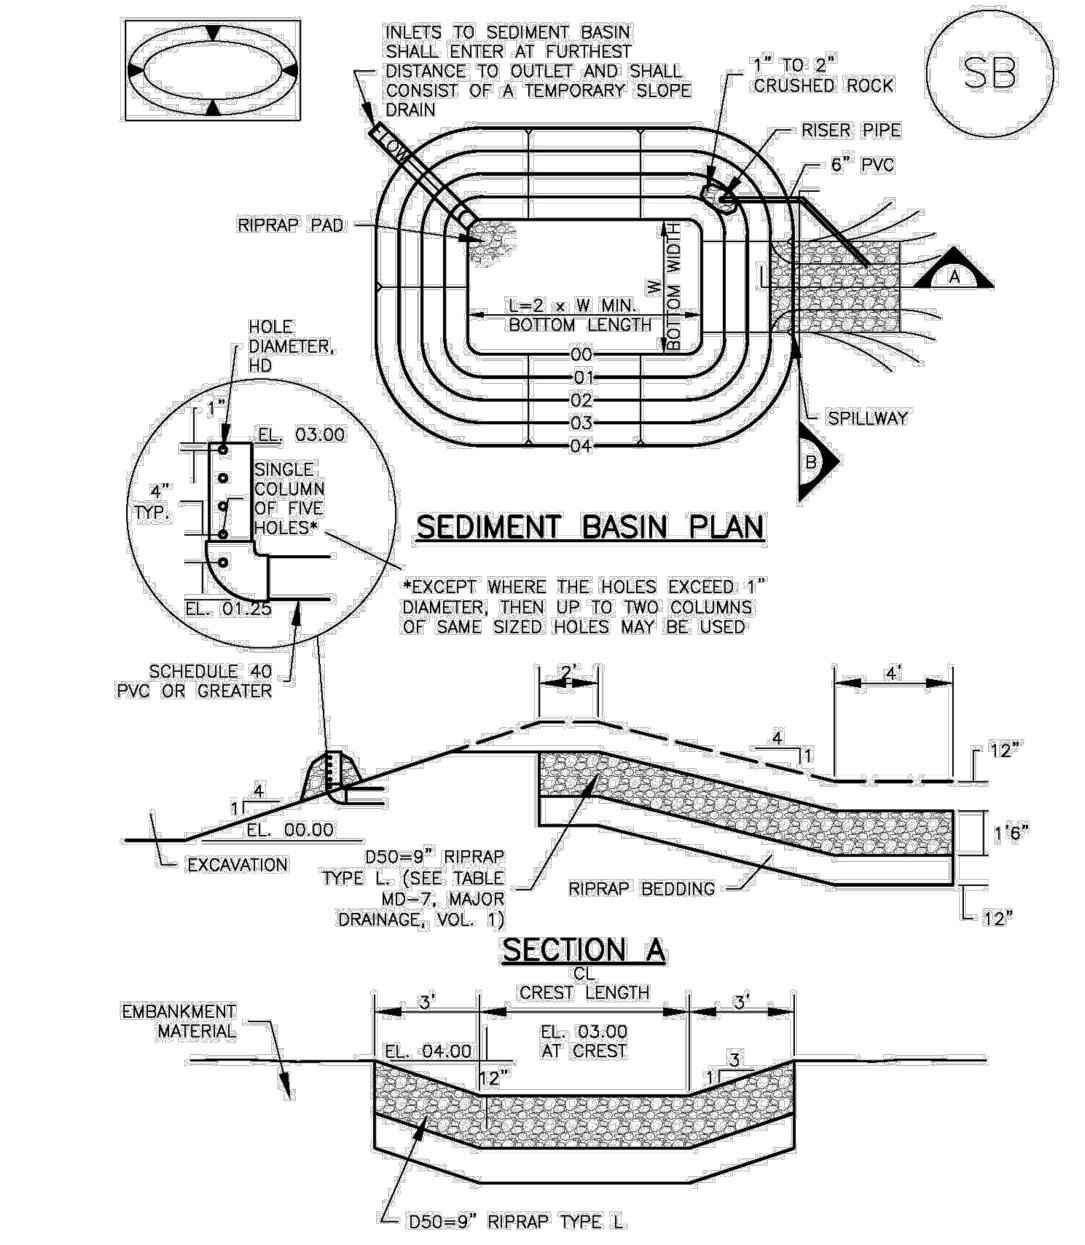 INLETS TO SEDIMENT BASIN
SHALL ENTER AT FURTHEST
DISTANCE TO OUTLET AND SHALL
CONSIST OF A TEMPORARY SLOPE
DRAIN
1" TO 2"
CRUSHED ROCK
SB
RISER PIPE
6" PVC
FLOW
RIPRAP PAD
A
W
BOTTOM WIDTH
L=2 x W MIN.
BOTTOM LENGTH
00
01
02
03
04
SPILLWAY
B
HOLE
DIAMETER,
HD
1"
EL. 03.00
4"
TYP.
SINGLE
COLUMN
OF FIVE
HOLES*
EL. 01.25
SEDIMENT BASIN PLAN
*EXCEPT WHERE THE HOLES EXCEED 1"
DIAMETER, THEN UP TO TWO COLUMNS
OF SAME SIZED HOLES MAY BE USED
SCHEDULE 40
PVC OR GREATER
2'
4'
4
1
12"
4
1
EL. 00.00
1'6"
EXCAVATION
D50=9" RIPRAP
TYPE L. (SEE TABLE
MD-7, MAJOR
DRAINAGE, VOL. 1)
RIPRAP BEDDING
12"
SECTION A
CL
CREST LENGTH
3'
3'
EMBANKMENT
MATERIAL
EL. 03.00
AT CREST
EL. 04.00
12"
3
1
D50=9" RIPRAP TYPE L